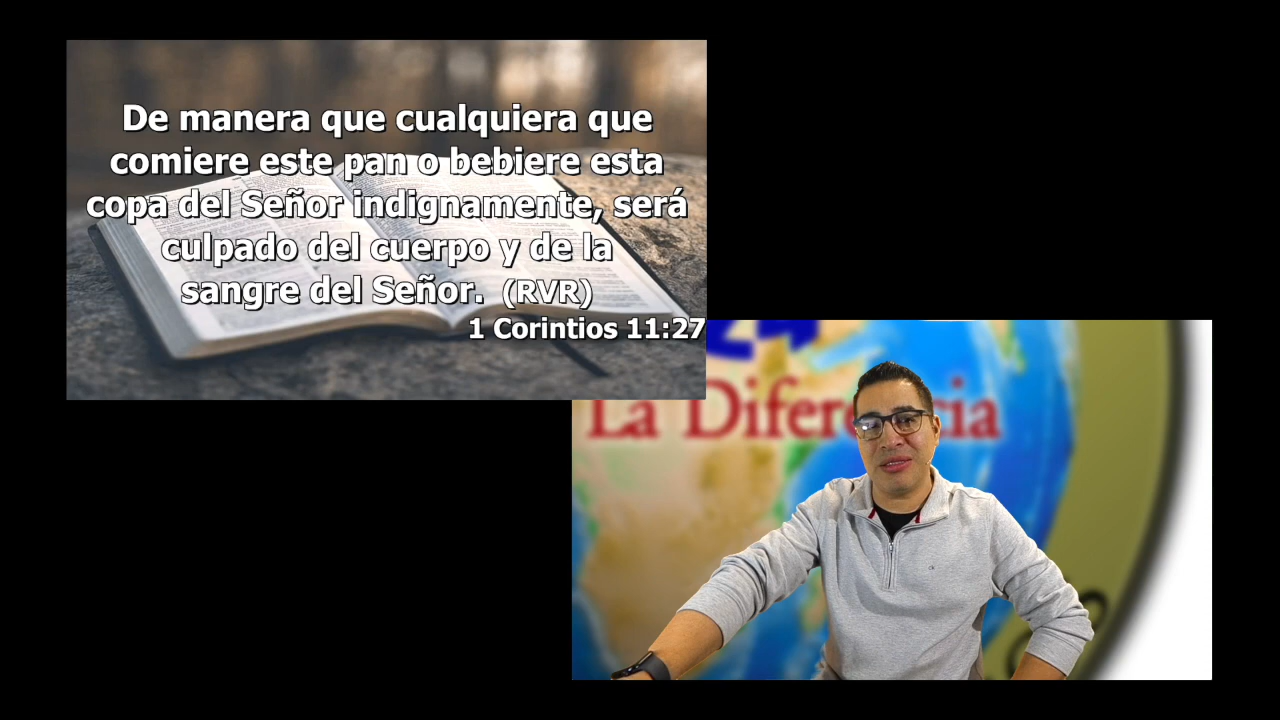 De manera que cualquiera que
comiere este pan o bebiere esta
copa del Señor indignamente, será
culpado del cuerpo y de la
sangre del Señor. (RVR)
1 Corintios 11:27
24
La Diferencia